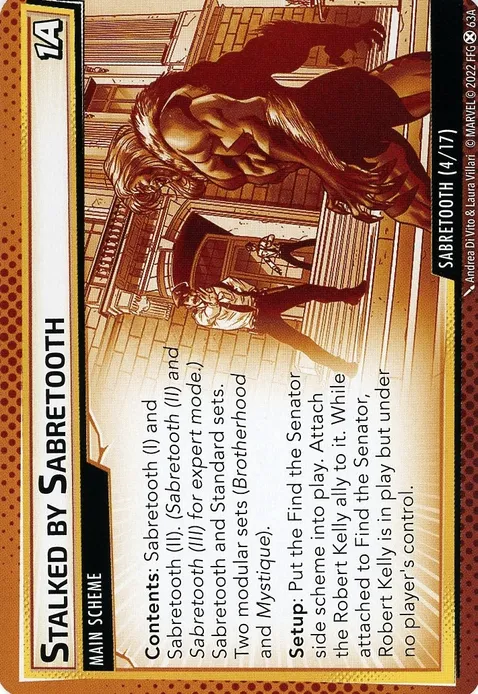 STALKED BY SABRETOOTH
1A
MAIN SCHEME
Contents: Sabretooth (I) and
Sabretooth (II). (Sabretooth (II) and
Sabretooth (III) for expert mode.)
Sabretooth and Standard sets.
Two modular sets (Brotherhood
and Mystique).
Setup: Put the Find the Senator
side scheme into play. Attach
the Robert Kelly ally to it. While
attached to Find the Senator,
Robert Kelly is in play but under
no player's control.
SABRETOOTH (4/17)
Andrea Di Vito & Laura Villari © MARVEL © 2022 FFG 63A